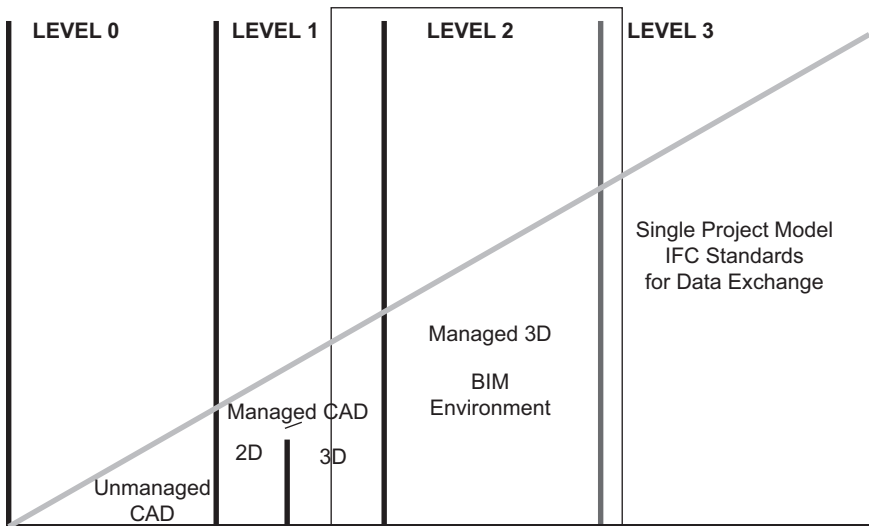 LEVEL 0 LEVEL 1 LEVEL 2 LEVEL 3
Single Project Model
IFC Standards
for Data Exchange
Managed 3D
BIM
Environment
Managed CAD
2D 3D
Unmanaged
CAD